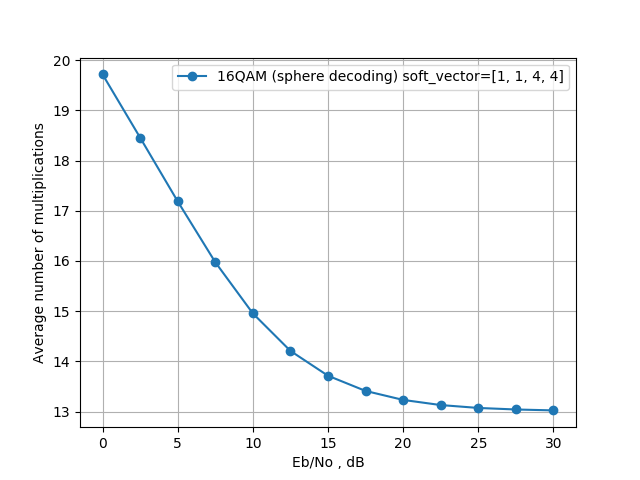 16QAM (sphere decoding) soft_vector=[1, 1, 4, 4]
Average number of multiplications
20
19
18
17
16
15
14
13
0 5 10 15 20 25 30
Eb/No , dB